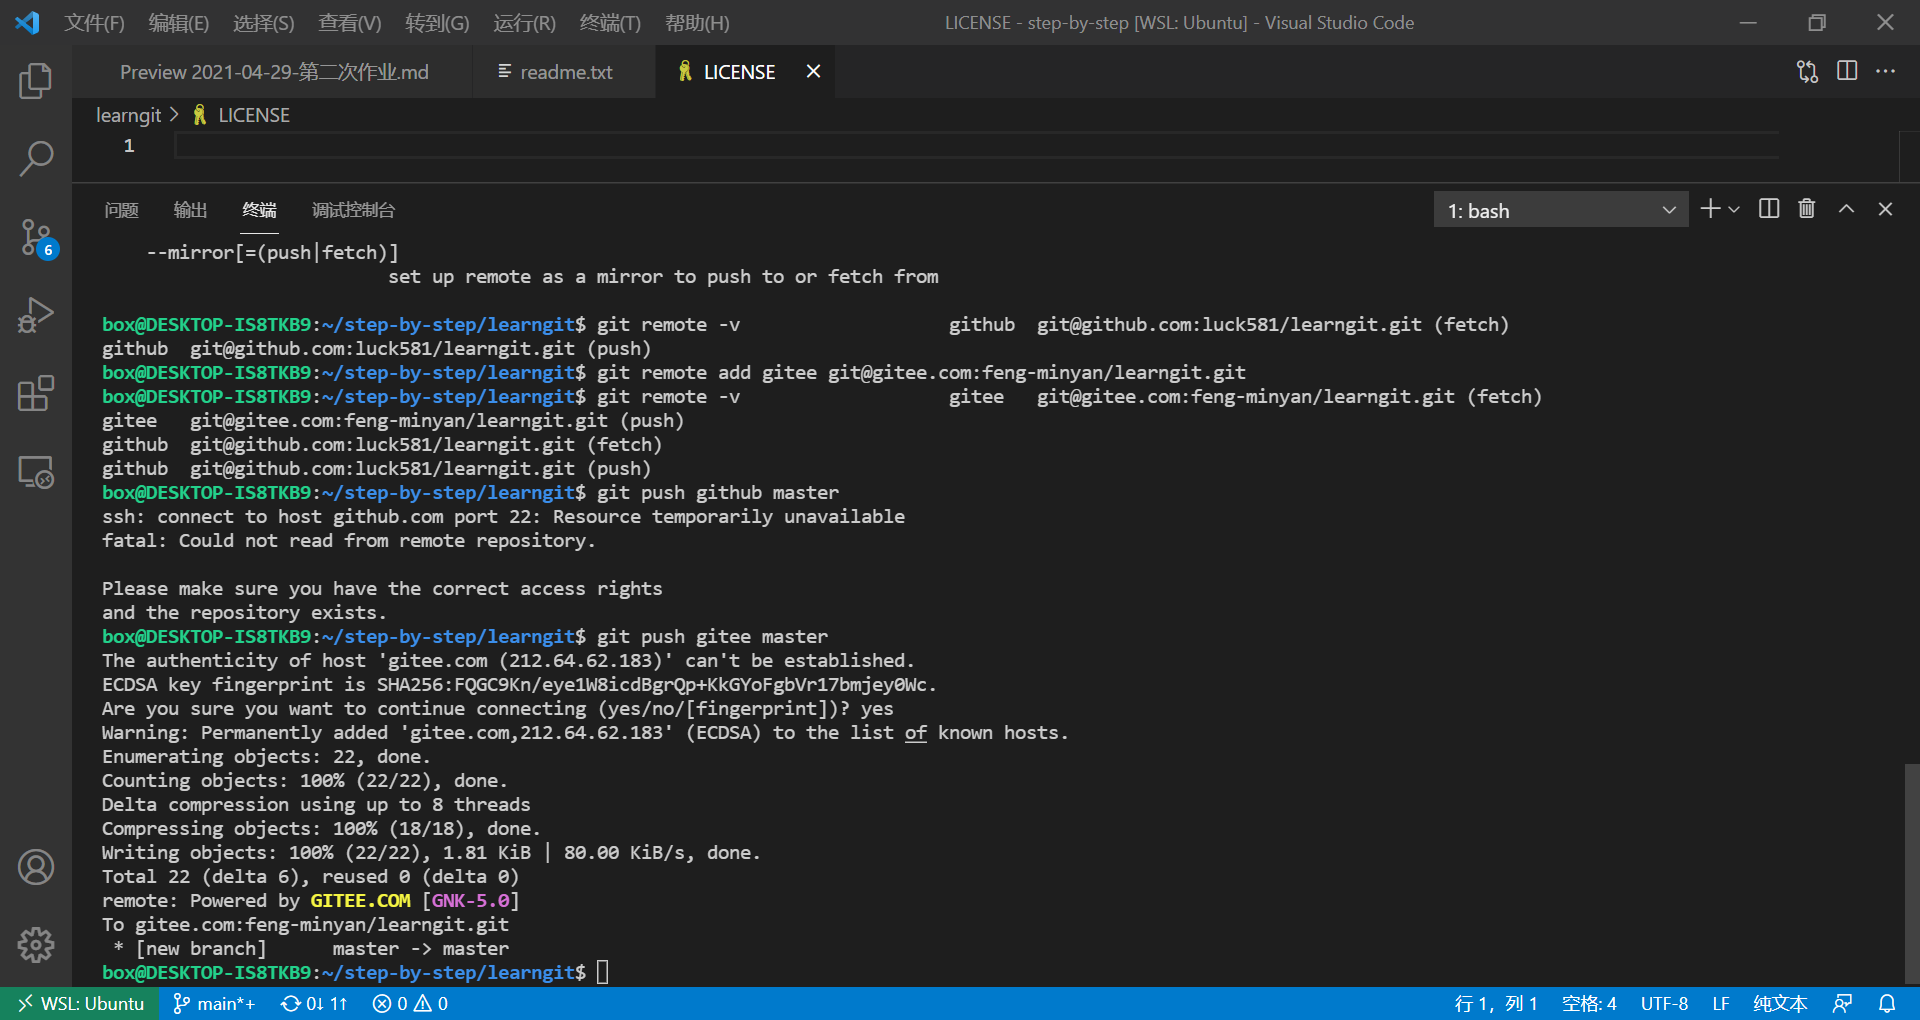 文件(F) 编辑(E) 选择(S) 查看(V) 转到(G) 运行(R) 终端(T) 帮助(H) LICENSE - step-by-step [WSL: Ubuntu] - Visual Studio Code
Preview 2021-04-29-第二次作业.md readme.txt LICENSE
learngit > LICENSE
1
问题 输出 终端 调试控制台 1: bash
6
--mirror[=(push|fetch)]
set up remote as a mirror to push to or fetch from
box@DESKTOP-IS8TKB9:~/step-by-step/learngit$ git remote -v github git@github.com:luck581/learngit.git (fetch)
github git@github.com:luck581/learngit.git (push)
box@DESKTOP-IS8TKB9:~/step-by-step/learngit$ git remote add gitee git@gitee.com:feng-minyan/learngit.git
box@DESKTOP-IS8TKB9:~/step-by-step/learngit$ git remote -v gitee git@gitee.com:feng-minyan/learngit.git (fetch)
gitee git@gitee.com:feng-minyan/learngit.git (push)
github git@github.com:luck581/learngit.git (fetch)
github git@github.com:luck581/learngit.git (push)
box@DESKTOP-IS8TKB9:~/step-by-step/learngit$ git push github master
ssh: connect to host github.com port 22: Resource temporarily unavailable
fatal: Could not read from remote repository.
Please make sure you have the correct access rights
and the repository exists.
box@DESKTOP-IS8TKB9:~/step-by-step/learngit$ git push gitee master
The authenticity of host 'gitee.com (212.64.62.183)' can't be established.
ECDSA key fingerprint is SHA256:FQGC9Kn/eye1W8icdBgrQp+KkGYoFgbVr17bmjey0Wc.
Are you sure you want to continue connecting (yes/no/[fingerprint])? yes
Warning: Permanently added 'gitee.com,212.64.62.183' (ECDSA) to the list of known hosts.
Enumerating objects: 22, done.
Counting objects: 100% (22/22), done.
Delta compression using up to 8 threads
Compressing objects: 100% (18/18), done.
Writing objects: 100% (22/22), 1.81 KiB | 80.00 KiB/s, done.
Total 22 (delta 6), reused 0 (delta 0)
remote: Powered by GITEE.COM [GNK-5.0]
To gitee.com:feng-minyan/learngit.git
* [new branch] master -> master
box@DESKTOP-IS8TKB9:~/step-by-step/learngit$
WSL: Ubuntu main*+ 0↓ 1↑ 0 0 行 1，列 1 空格: 4 UTF-8 LF 纯文本